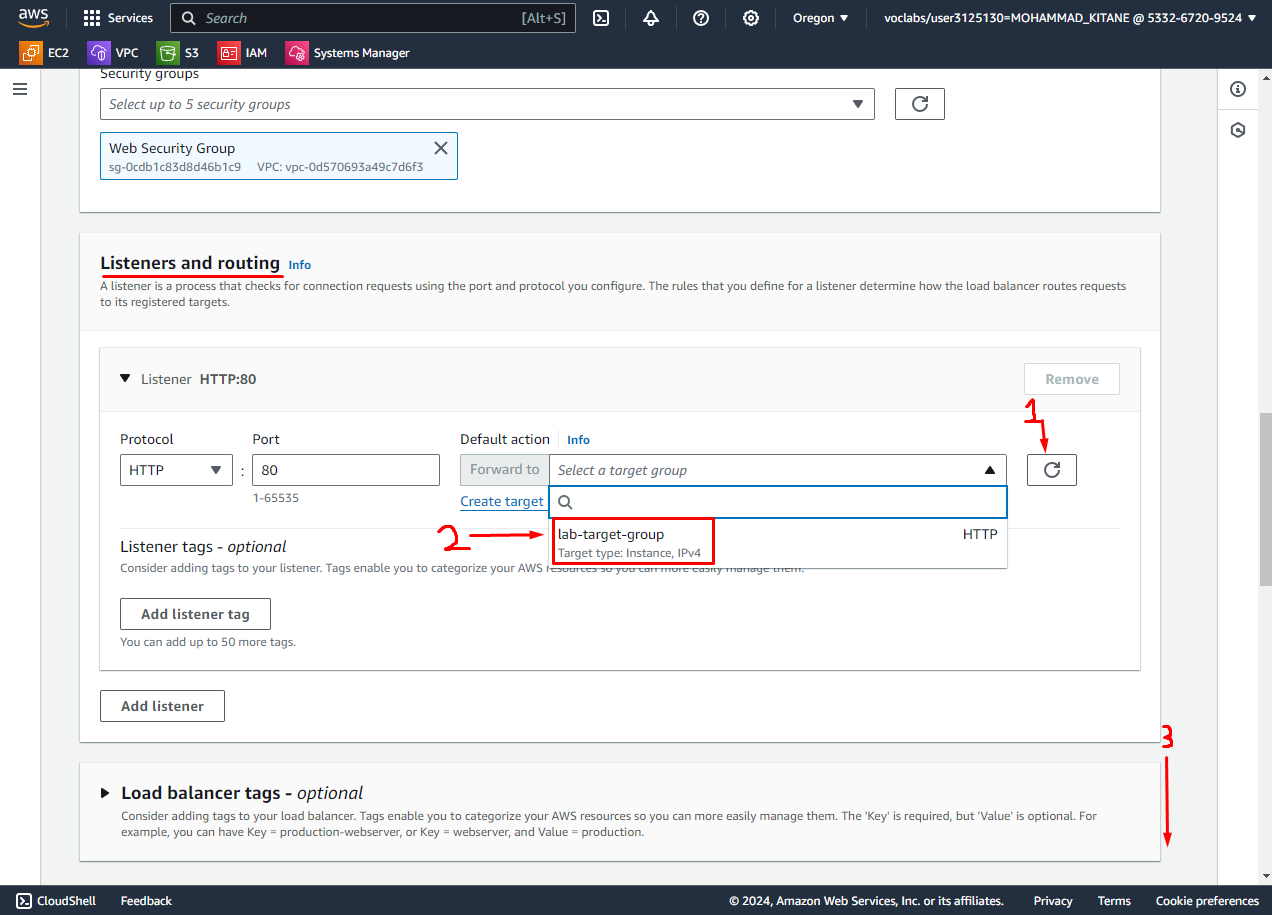 aws
Services
Search
[Alt+S]
Oregon
voclabs/user3125130=MOHAMMAD_KITANE @ 5332-6720-9524
EC2
VPC
S3
IAM
Systems Manager
Security groups
Select up to 5 security groups
Web Security Group
sg-0cdb1c83d8d46b1c9 VPC: vpc-0d570693a49c7d6f3
Listeners and routing Info
A listener is a process that checks for connection requests using the port and protocol you configure. The rules that you define for a listener determine how the load balancer routes requests
to its registered targets.
Listener HTTP:80
Remove
1
Protocol
Port
Default action
Info
HTTP
:
80
Forward to
Select a target group
1-65535
Create target
2
lab-target-group
HTTP
Target type: Instance, IPv4
Listener tags - optional
Consider adding tags to your listener. Tags enable you to categorize your AWS resources so you can more easily manage them.
Add listener tag
You can add up to 50 more tags.
Add listener
3
Load balancer tags - optional
Consider adding tags to your load balancer. Tags enable you to categorize your AWS resources so you can more easily manage them. The 'Key' is required, but 'Value' is optional. For
example, you can have Key = production-webserver, or Key = webserver, and Value = production.
CloudShell
Feedback
© 2024, Amazon Web Services, Inc. or its affiliates.
Privacy
Terms
Cookie preferences